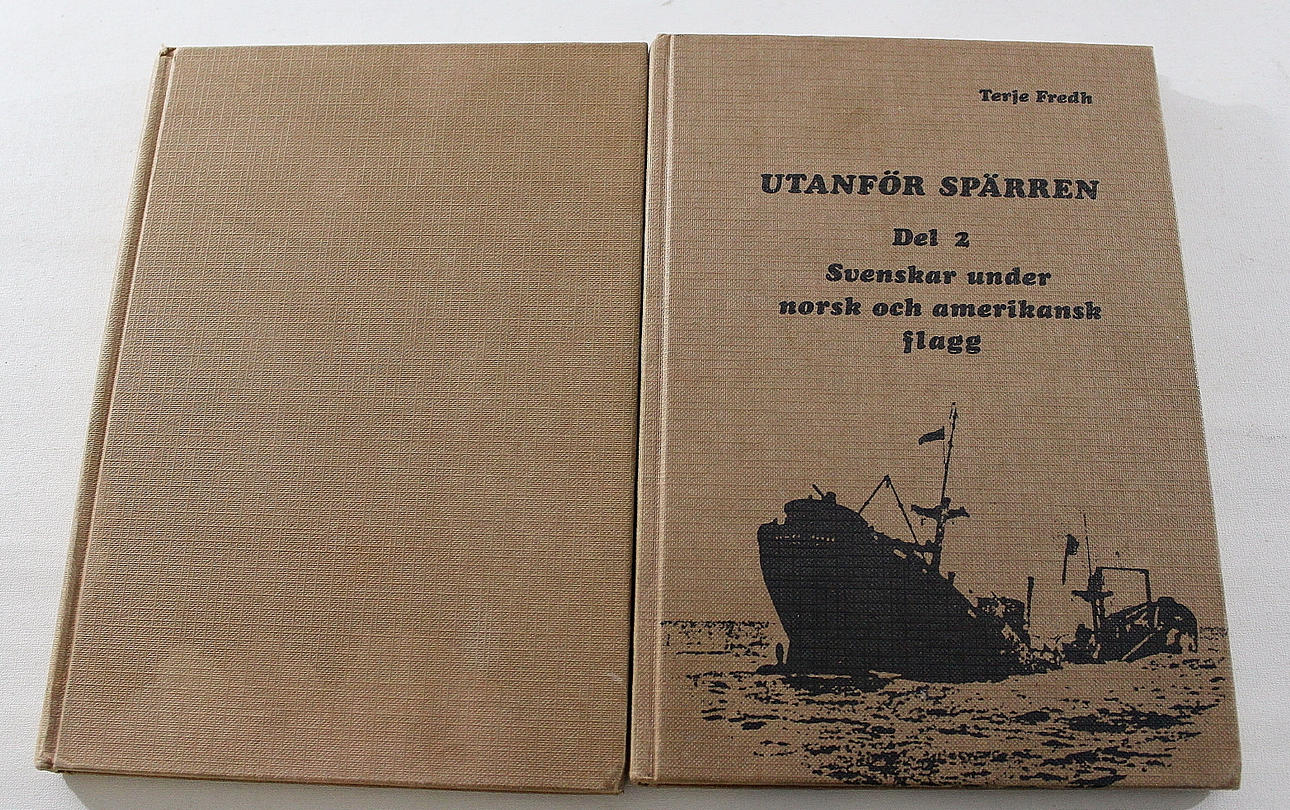 Terje Fredh
UTANFÖR SPÄRREN
Del 2
Svenskar under
norsk och amerikansk
flagg